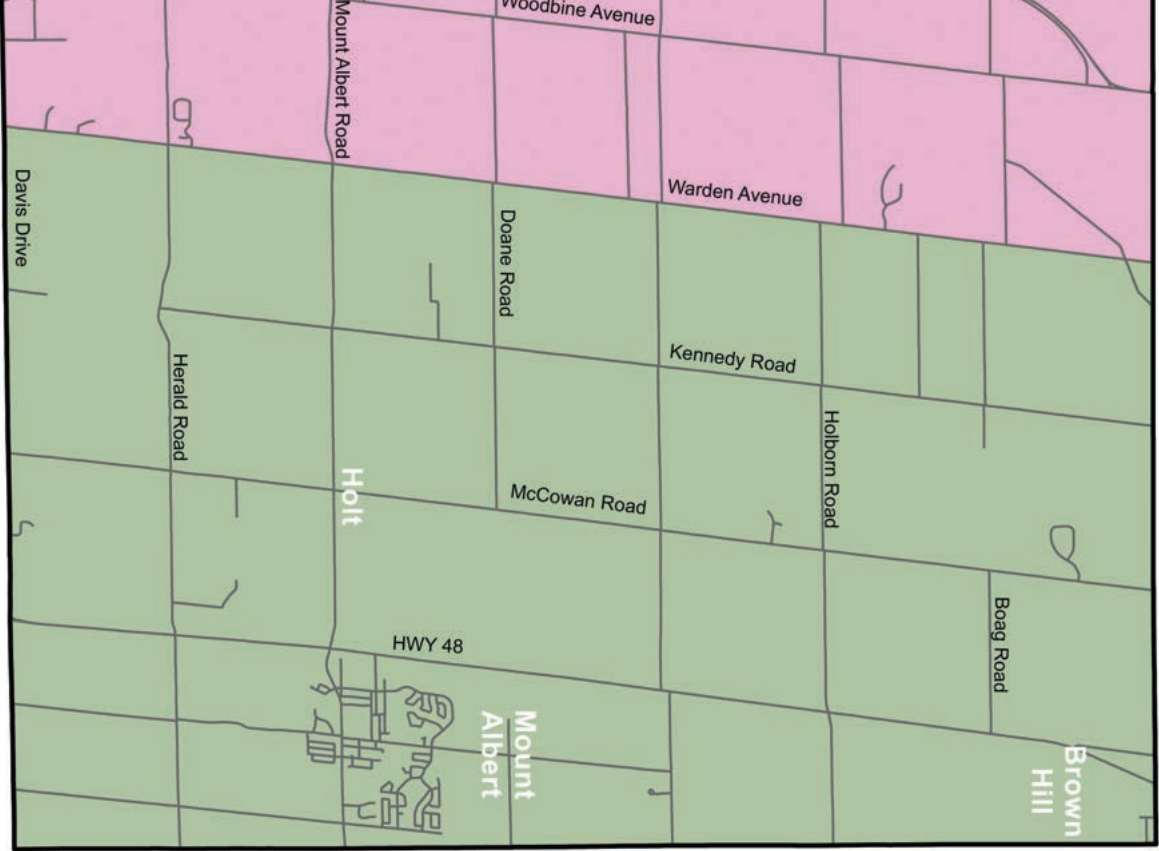 Woodbine Avenue
Mount Albert Road
Warden Avenue
Davis Drive
Doane Road
Kennedy Road
Herald Road
Holborn Road
Holt
McCowan Road
Boag Road
HWY 48
Mount
Albert
Brown
Hill